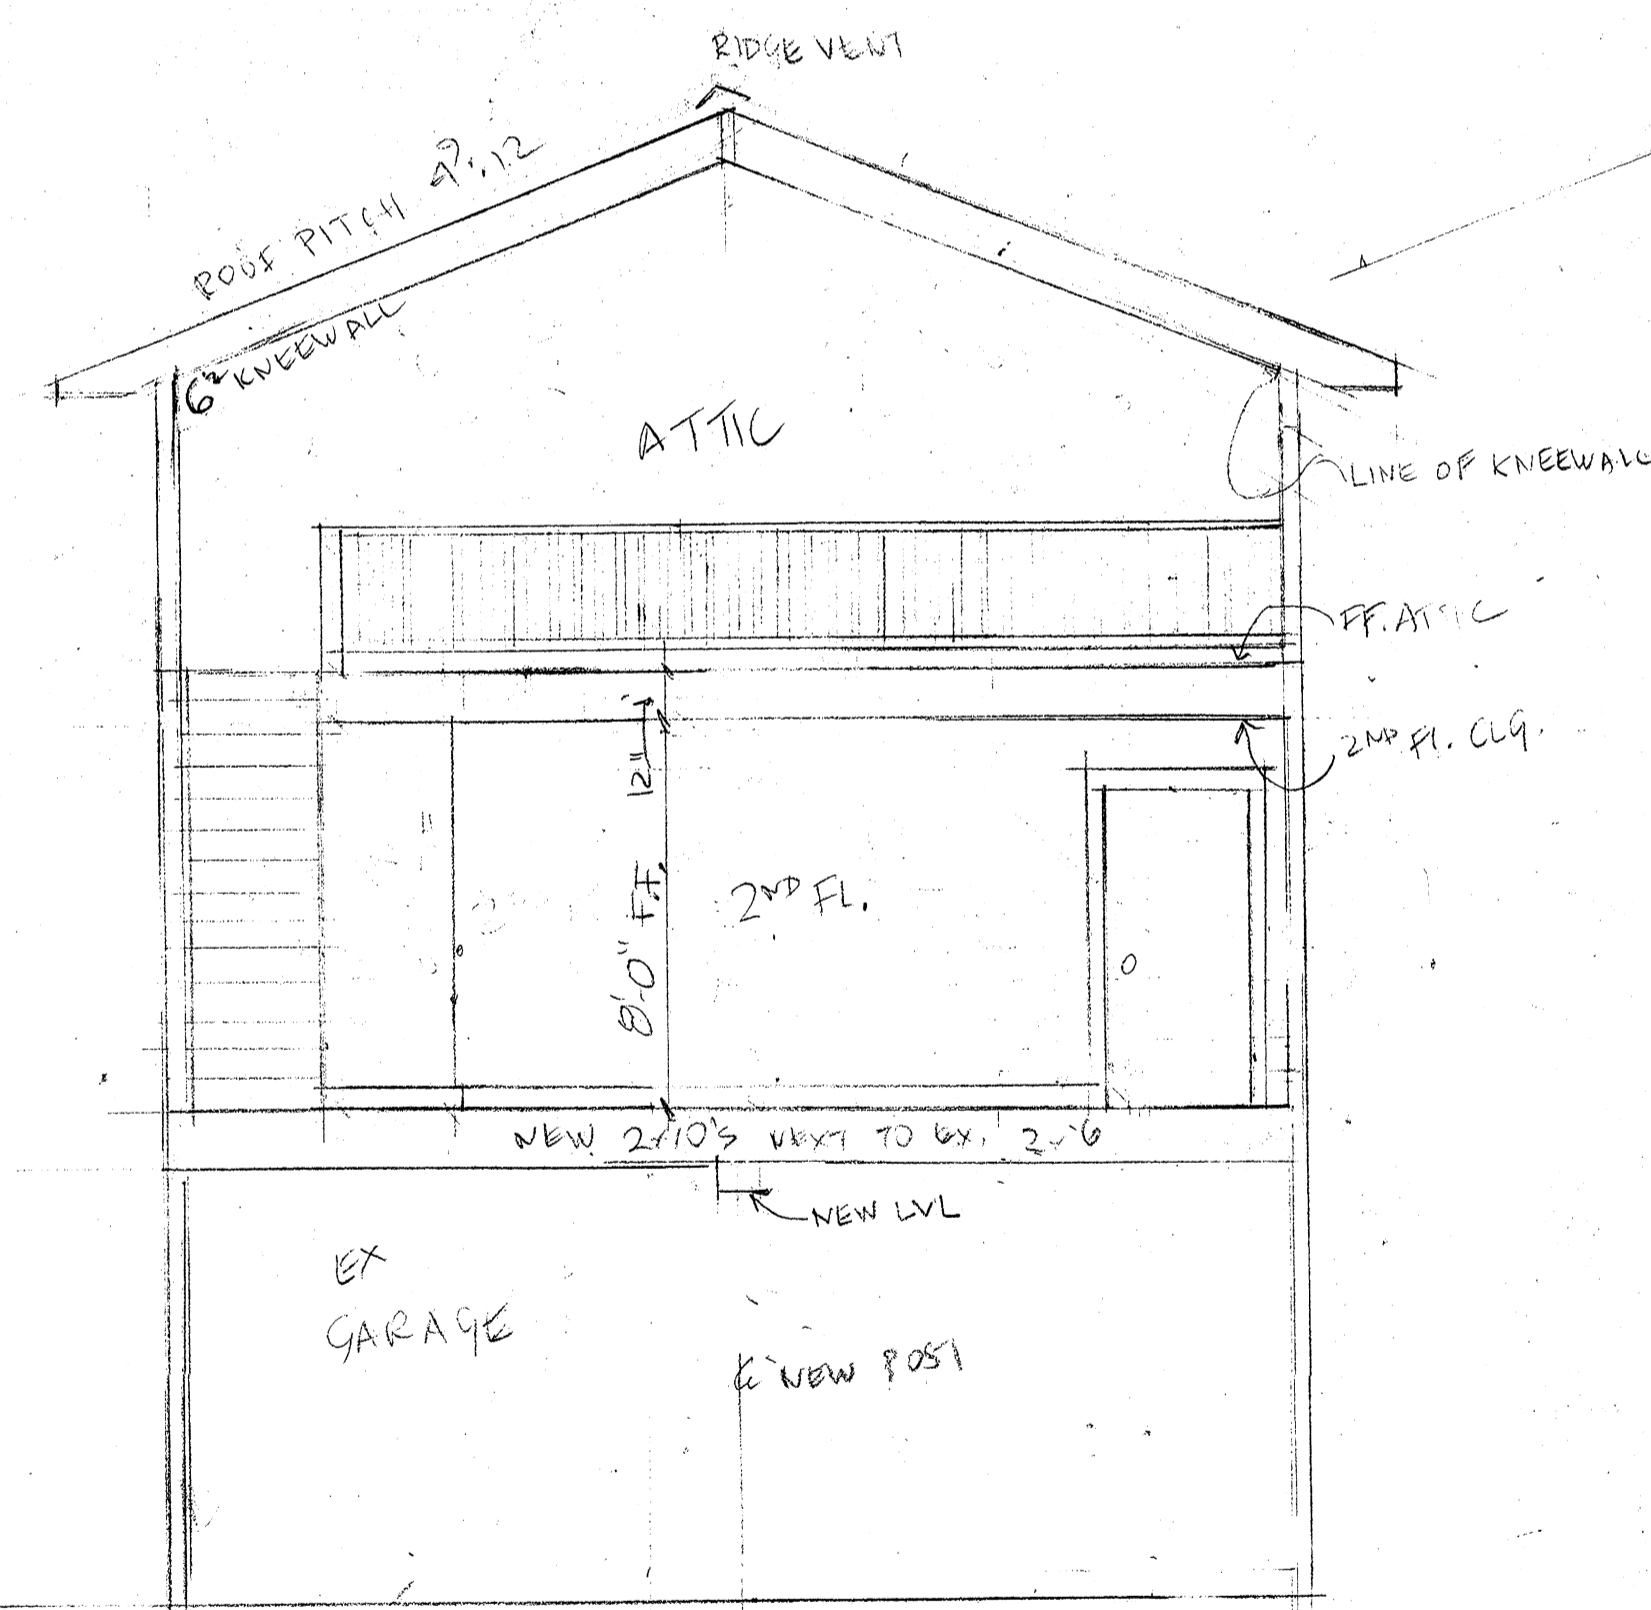 RIDGE VENT
ROOF PITCH 4?:12
6" KNEEWALL
ATTIC
LINE OF KNEEWALL
FF. ATTIC
12"
2ND FL. CLG.
8'-0" F.F.
2ND FL.
NEW 2x10's NEXT TO EX. 2x6
NEW LVL
EX
GARAGE
NEW POST